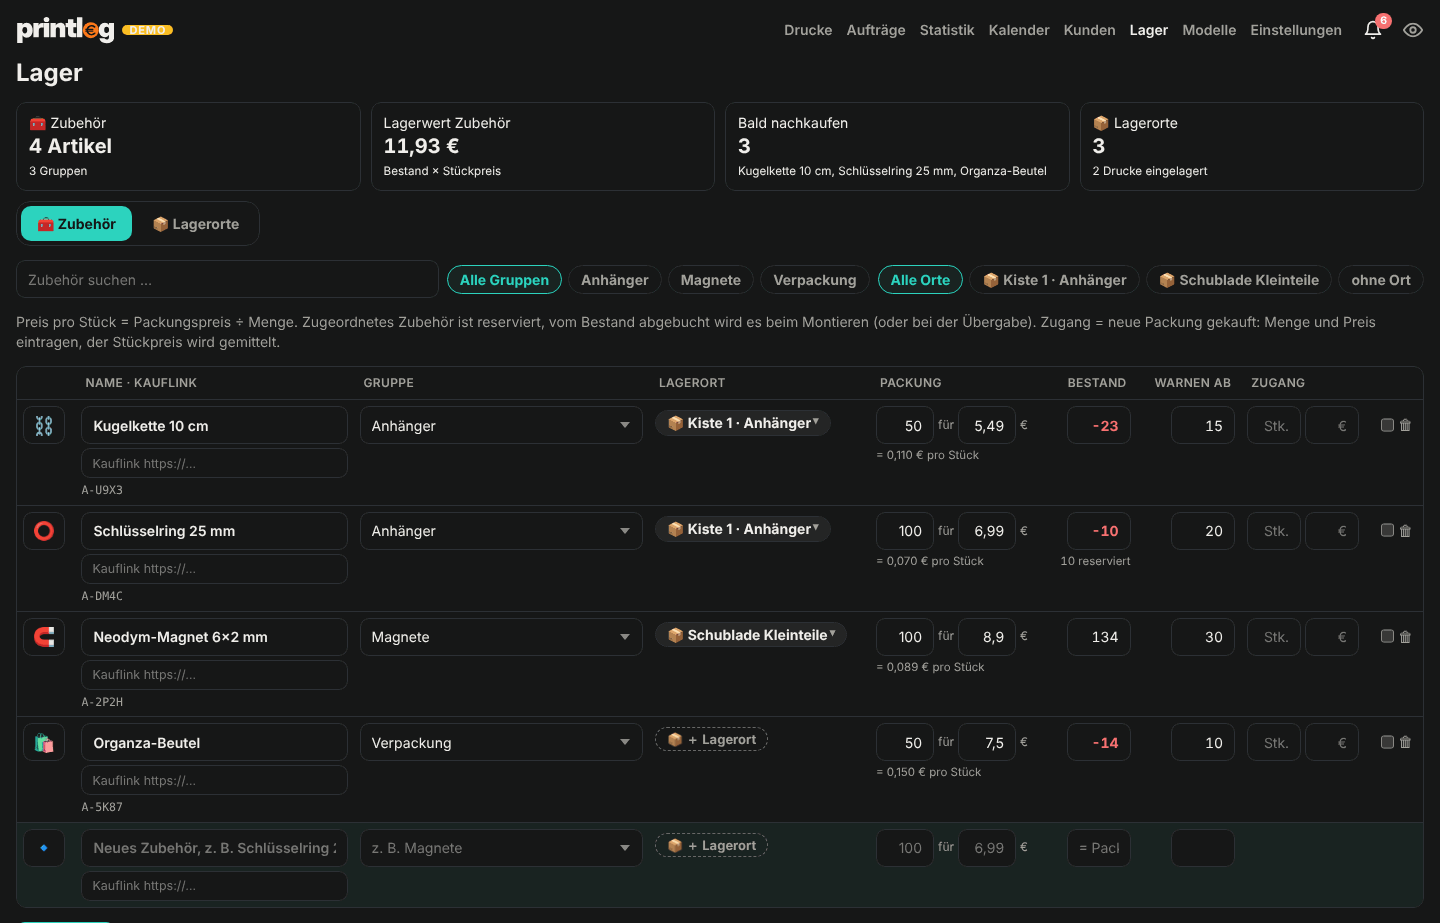 printlog DEMO
Drucke Aufträge Statistik Kalender Kunden Lager Modelle Einstellungen 6
Lager
Zubehör
4 Artikel
3 Gruppen
Lagerwert Zubehör
11,93 €
Bestand × Stückpreis
Bald nachkaufen
3
Kugelkette 10 cm, Schlüsselring 25 mm, Organza-Beutel
Lagerorte
3
2 Drucke eingelagert
Zubehör Lagerorte
Zubehör suchen ... Alle Gruppen Anhänger Magnete Verpackung Alle Orte Kiste 1 · Anhänger Schublade Kleinteile ohne Ort
Preis pro Stück = Packungspreis ÷ Menge. Zugeordnetes Zubehör ist reserviert, vom Bestand abgebucht wird es beim Montieren (oder bei der Übergabe). Zugang = neue Packung gekauft: Menge und Preis
eintragen, der Stückpreis wird gemittelt.
NAME · KAUFLINK GRUPPE LAGERORT PACKUNG BESTAND WARNEN AB ZUGANG
Kugelkette 10 cm Anhänger Kiste 1 · Anhänger 50 für 5,49 € -23 15 Stk. €
Kauflink https://... = 0,110 € pro Stück
A-U9X3
Schlüsselring 25 mm Anhänger Kiste 1 · Anhänger 100 für 6,99 € -10 20 Stk. €
Kauflink https://... = 0,070 € pro Stück 10 reserviert
A-DM4C
Neodym-Magnet 6×2 mm Magnete Schublade Kleinteile 100 für 8,9 € 134 30 Stk. €
Kauflink https://... = 0,089 € pro Stück
A-2P2H
Organza-Beutel Verpackung + Lagerort 50 für 7,5 € -14 10 Stk. €
Kauflink https://... = 0,150 € pro Stück
A-5K87
Neues Zubehör, z. B. Schlüsselring z. B. Magnete + Lagerort 100 für 6,99 € = Pacl
Kauflink https://...